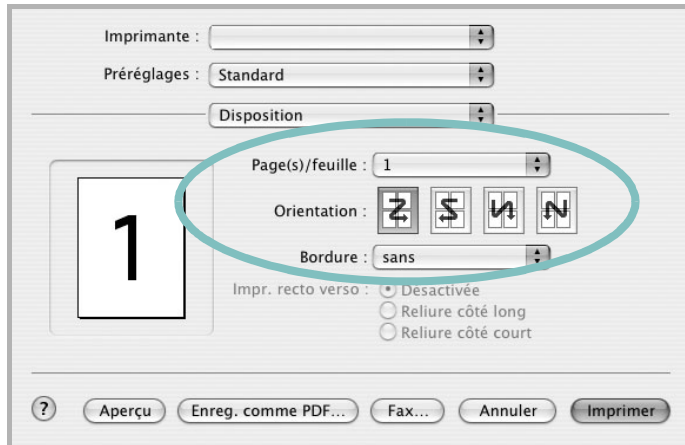 Imprimante :
Préréglages : Standard
Disposition
Page(s)/feuille : 1
1
Orientation :
Bordure : sans
Impr. recto verso : Désactivée
Reliure côté long
Reliure côté court
? Aperçu Enreg. comme PDF... Fax... Annuler Imprimer